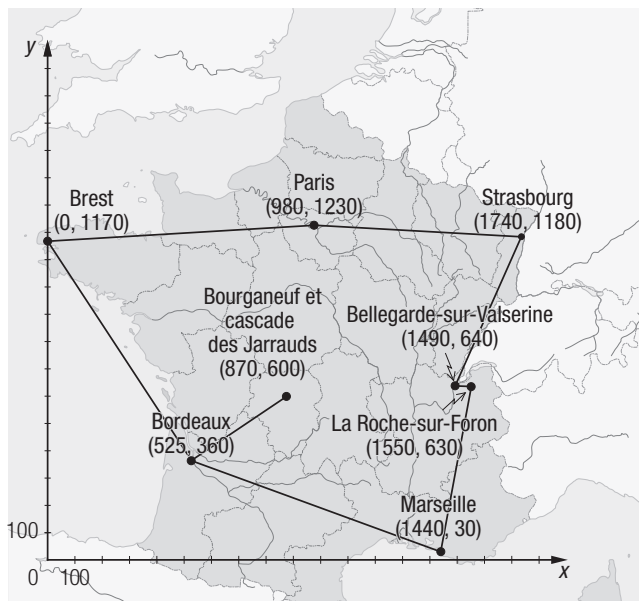 y
Brest
(0, 1170)
Paris
(980, 1230)
Strasbourg
(1740, 1180)
Bourganeuf et
cascade
des Jarrauds
(870, 600)
Bellegarde-sur-Valserine
(1490, 640)
Bordeaux
(525, 360)
La Roche-sur-Foron
(1550, 630)
Marseille
(1440, 30)
100
0
100
x